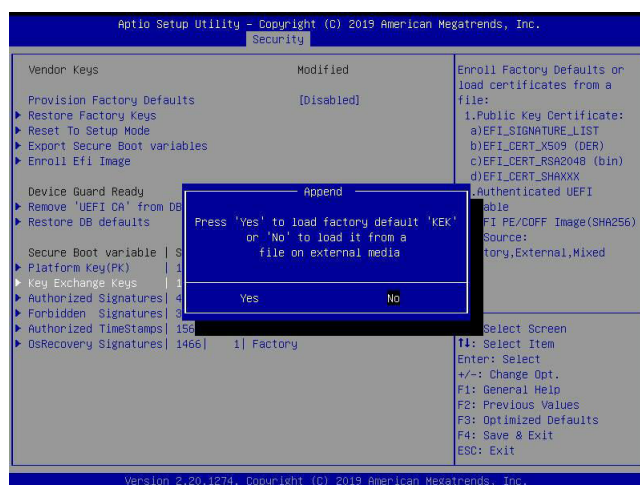 Aptio Setup Utility – Copyright (C) 2019 American Megatrends, Inc.
Security
Vendor Keys Modified
Provision Factory Defaults [Disabled]
Restore Factory Keys
Reset To Setup Mode
Export Secure Boot variables
Enroll Efi Image
Device Guard Ready
Remove 'UEFI CA' from DB
Restore DB defaults
Secure Boot variable | S
Platform Key(PK) | 1
Key Exchange Keys | 1
Authorized Signatures| 4
Forbidden Signatures| 3
Authorized TimeStamps| 156
OsRecovery Signatures| 1466| 1| Factory
Append
Press 'Yes' to load factory default 'KEK'
or 'No' to load it from a
file on external media
Yes No
Enroll Factory Defaults or
load certificates from a
file:
1.Public Key Certificate:
a)EFI_SIGNATURE_LIST
b)EFI_CERT_X509 (DER)
c)EFI_CERT_RSA2048 (bin)
d)EFI_CERT_SHAXXX
.Authenticated UEFI
able
FI PE/COFF Image(SHA256)
Source:
tory,External,Mixed
Select Screen
↑↓: Select Item
Enter: Select
+/-: Change Opt.
F1: General Help
F2: Previous Values
F3: Optimized Defaults
F4: Save & Exit
ESC: Exit
Version 2.20.1274. Copyright (C) 2019 American Megatrends, Inc.